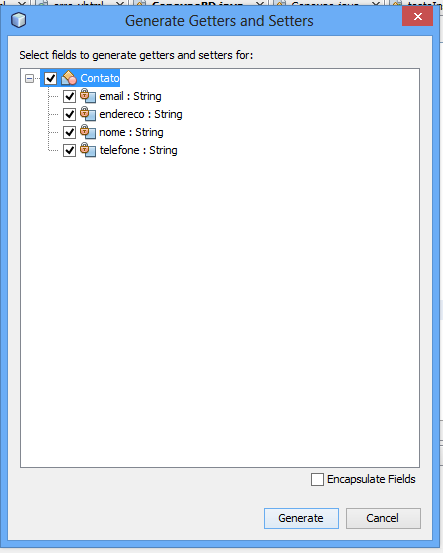 Generate Getters and Setters
Select fields to generate getters and setters for:
Contato
email : String
endereco : String
nome : String
telefone : String
Encapsulate Fields
Generate Cancel